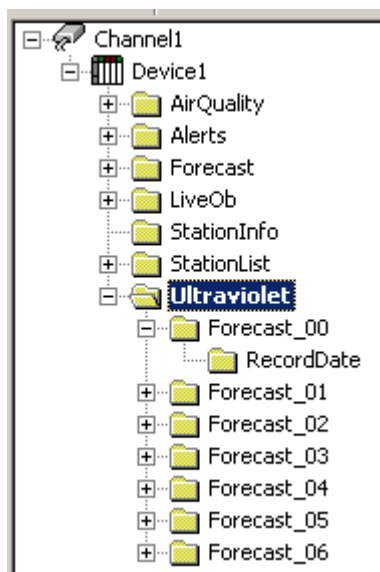 Channel1
Device1
AirQuality
Alerts
Forecast
LiveOb
StationInfo
StationList
Ultraviolet
Forecast_00
RecordDate
Forecast_01
Forecast_02
Forecast_03
Forecast_04
Forecast_05
Forecast_06